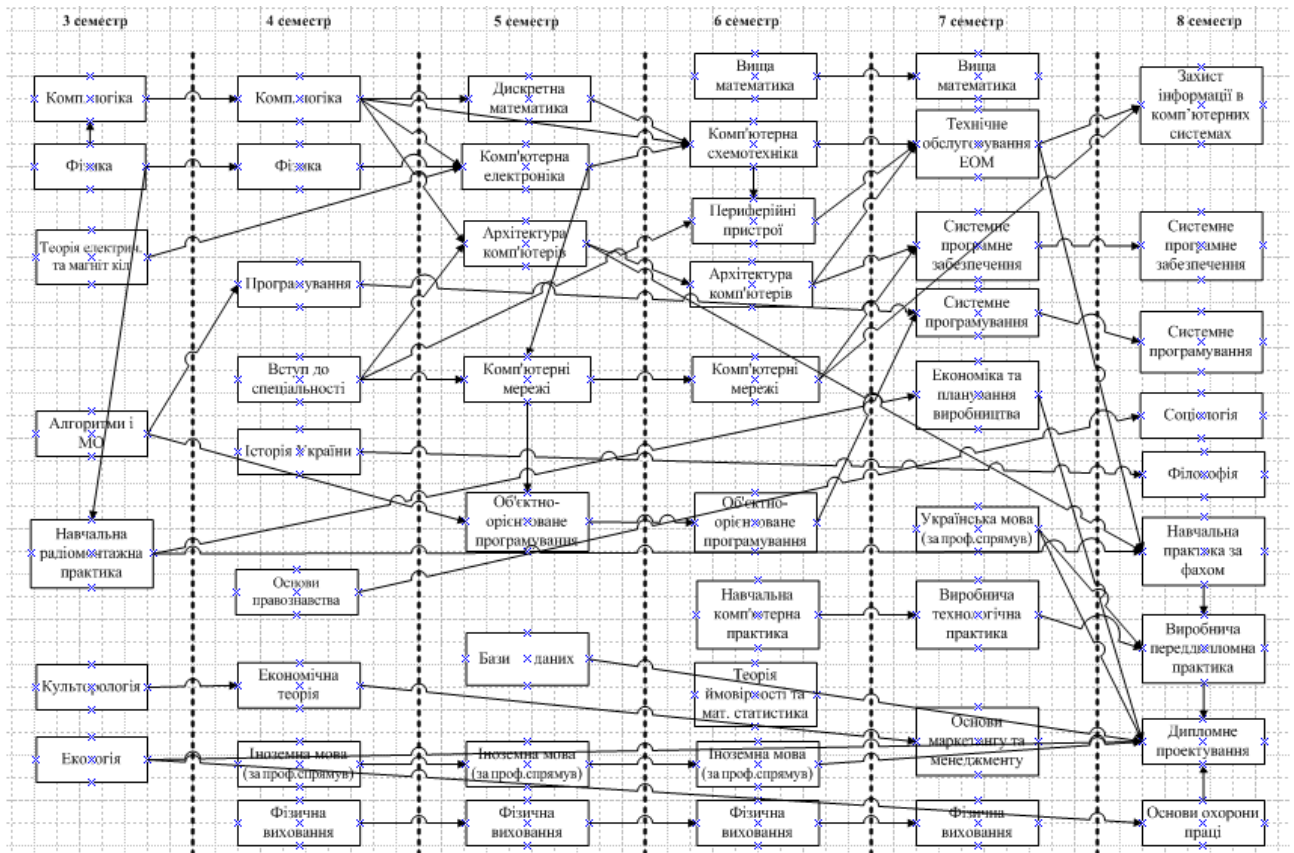 3 семестр
4 семестр
5 семестр
6 семестр
7 семестр
8 семестр
Комп.логіка
Фізика
Теорія електрич.
та магніт кіл
Алгоритми і
МО
Навчальна
радіомонтажна
практика
Культорологія
Екологія
Комп.логіка
Фізика
Програмування
Вступ до
спеціальності
Історія України
Основи
правознавства
Економічна
теорія
Іноземна мова
(за проф.спрямув)
Фізична
виховання
Дискретна
математика
Комп'ютерна
електроніка
Архітектура
комп'ютерів
Комп'ютерні
мережі
Об'єктно-
орієнтоване
програмування
Бази даних
Іноземна мова
(за проф.спрямув)
Фізична
виховання
Вища
математика
Комп'ютерна
схемотехніка
Периферійні
пристрої
Архітектура
комп'ютерів
Комп'ютерні
мережі
Об'єктно-
орієнтоване
програмування
Навчальна
комп'ютерна
практика
Теорія
ймовірності та
мат. статистика
Іноземна мова
(за проф.спрямув)
Фізична
виховання
Вища
математика
Технічне
обслуговування
ЕОМ
Системне
програмне
забезпечення
Системне
програмування
Економіка та
планування
виробництва
Українська мова
(за проф.спрямув)
Виробнича
технологічна
практика
Основи
маркетингу та
менеджменту
Фізична
виховання
Захист
інформації в
комп'ютерних
системах
Системне
програмне
забезпечення
Системне
програмування
Соціологія
Філософія
Навчальна
практика за
фахом
Виробнича
переддипломна
практика
Дипломне
проектування
Основи охорони
праці